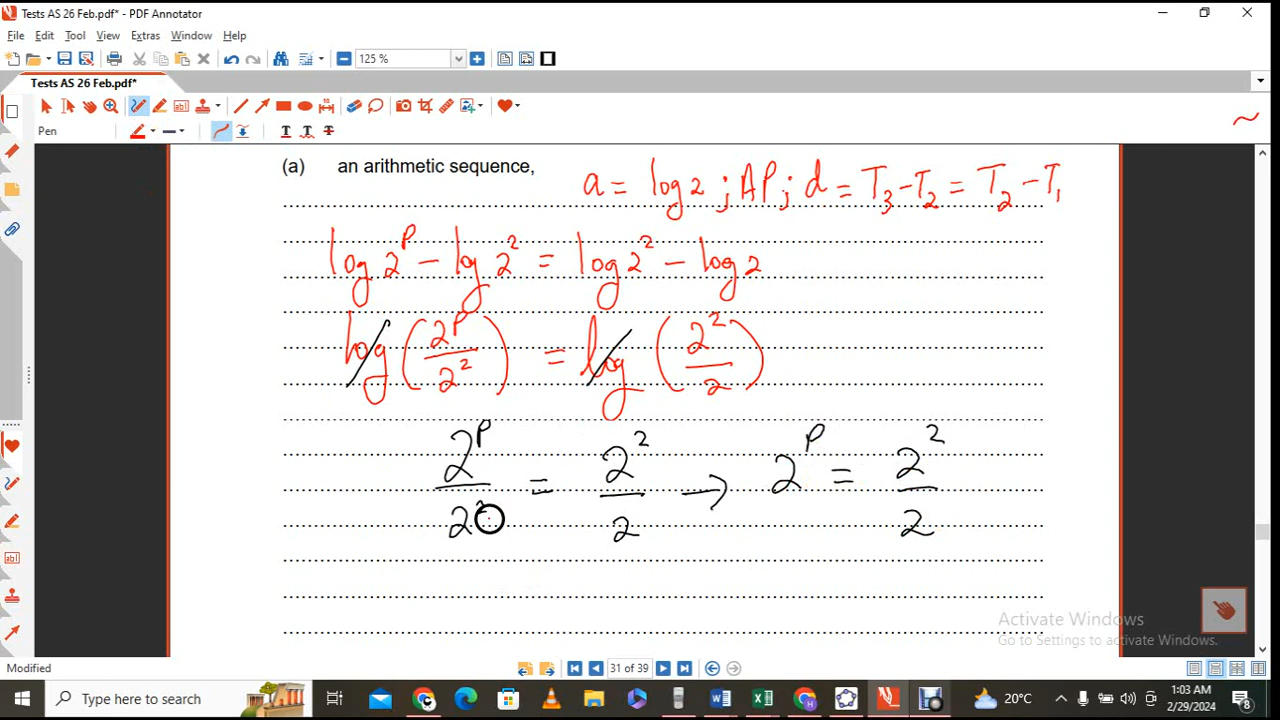 Tests AS 26 Feb.pdf* - PDF Annotator
File Edit Tool View Extras Window Help
125 %
Tests AS 26 Feb.pdf*
Pen
(a) an arithmetic sequence,
a = log 2 ; AP ; d = T₃ - T₂ = T₂ - T₁
log 2^P - log 2^2 = log 2^2 - log 2
log (2^P / 2^2) = log (2^2 / 2)
2^P / 2^2 = 2^2 / 2 → 2^P = 2^2 / 2
Activate Windows
Go to Settings to activate Windows.
Modified
31 of 39
Type here to search
20°C
1:03 AM
2/29/2024
8